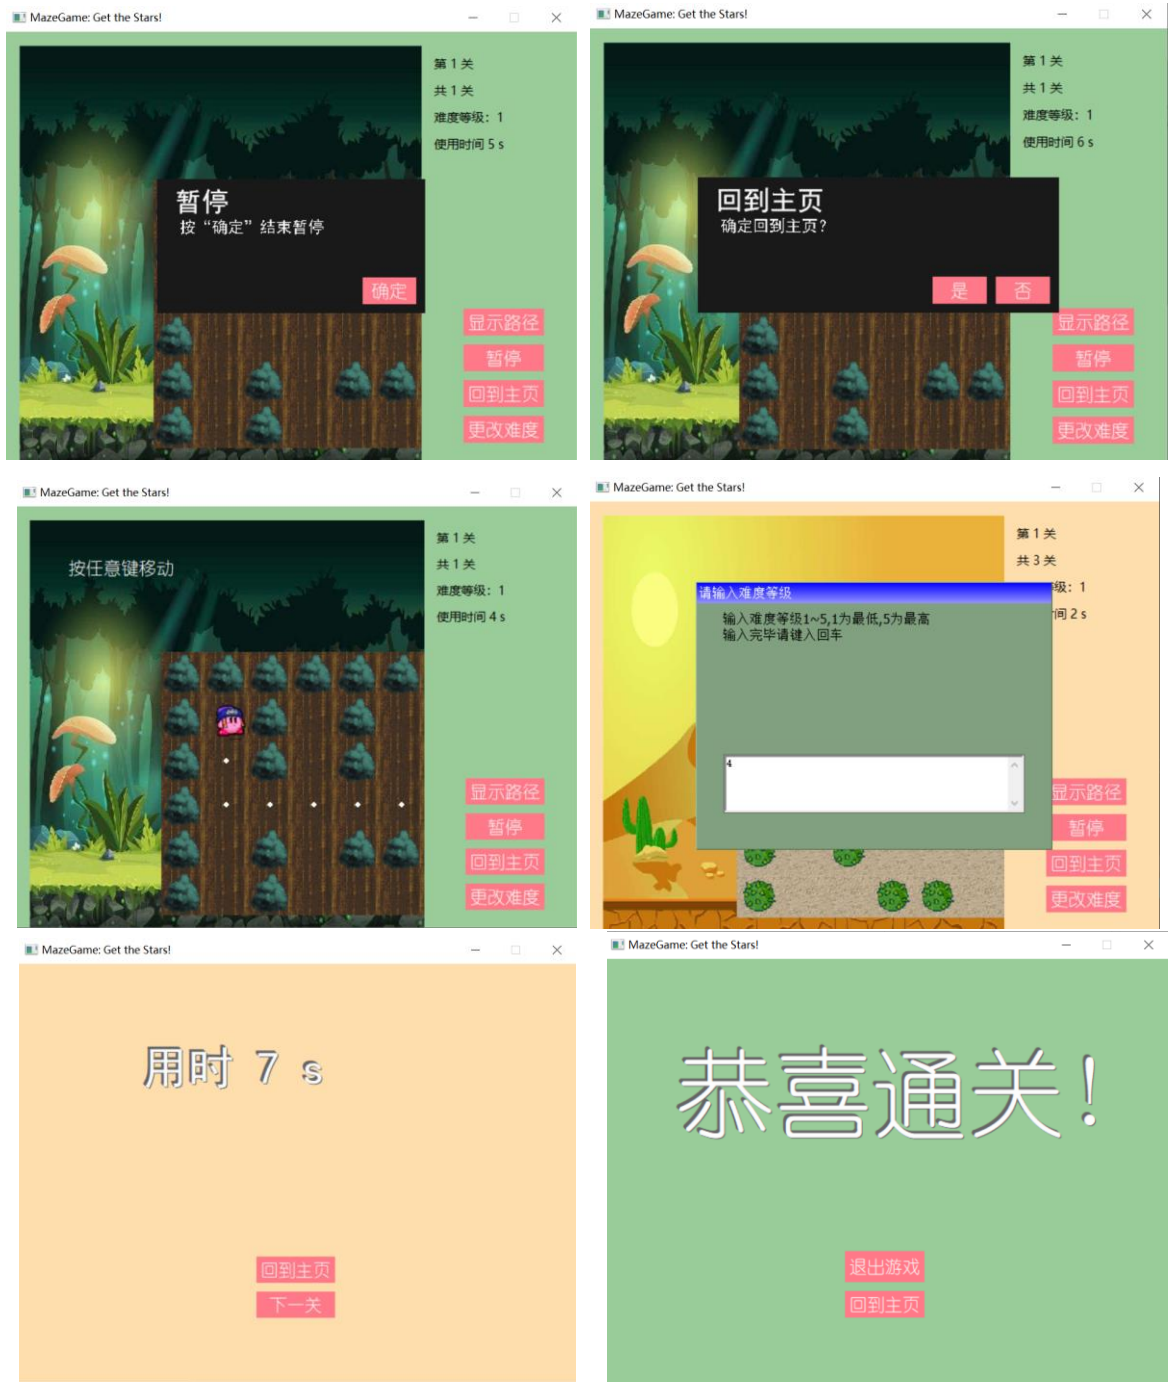 MazeGame: Get the Stars!
第 1 关
共 1 关
难度等级：1
使用时间 5 s
暂停
按“确定”结束暂停
确定
显示路径
暂停
回到主页
更改难度
MazeGame: Get the Stars!
第 1 关
共 1 关
难度等级：1
使用时间 6 s
回到主页
确定回到主页?
是 否
显示路径
暂停
回到主页
更改难度
MazeGame: Get the Stars!
按任意键移动
第 1 关
共 1 关
难度等级：1
使用时间 4 s
显示路径
暂停
回到主页
更改难度
MazeGame: Get the Stars!
第 1 关
共 3 关
级：1
间 2 s
请输入难度等级
输入难度等级1~5,1为最低,5为最高
输入完毕请键入回车
4
显示路径
暂停
回到主页
更改难度
MazeGame: Get the Stars!
用时 7 s
回到主页
下一关
MazeGame: Get the Stars!
恭喜通关!
退出游戏
回到主页